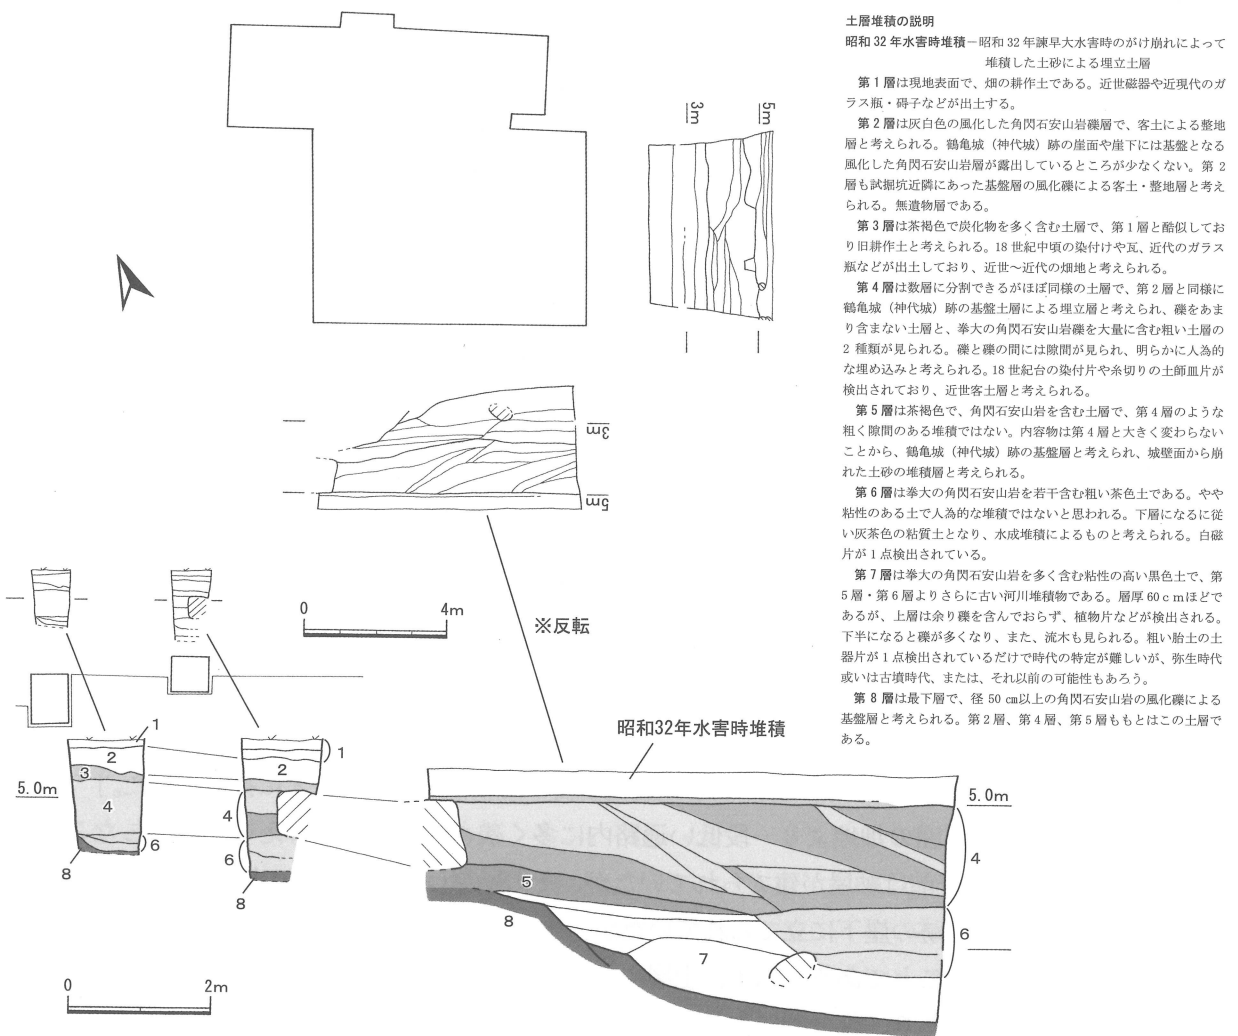 土層堆積の説明
昭和32年水害時堆積－昭和32年諫早大水害時のがけ崩れによって
堆積した土砂による埋立土層
第1層は現地表面で、畑の耕作土である。近世磁器や近現代のガ
ラス瓶・碍子などが出土する。
第2層は灰白色の風化した角閃石安山岩礫層で、客土による整地
層と考えられる。鶴亀城（神代城）跡の崖面や崖下には基盤となる
風化した角閃石安山岩層が露出しているところが少なくない。第2
層も試掘坑近隣にあった基盤層の風化礫による客土・整地層と考え
られる。無遺物層である。
第3層は茶褐色で炭化物を多く含む土層で、第1層と酷似してお
り旧耕作土と考えられる。18世紀中頃の染付けや瓦、近代のガラス
瓶などが出土しており、近世～近代の畑地と考えられる。
第4層は数層に分割できるがほぼ同様の土層で、第2層と同様に
鶴亀城（神代城）跡の基盤土層による埋立層と考えられ、礫をあま
り含まない土層と、拳大の角閃石安山岩礫を大量に含む粗い土層の
2種類が見られる。礫と礫の間には隙間が見られ、明らかに人為的
な埋め込みと考えられる。18世紀台の染付片や糸切りの土師皿片が
検出されており、近世客土層と考えられる。
第5層は茶褐色で、角閃石安山岩を含む土層で、第4層のような
粗く隙間のある堆積ではない。内容物は第4層と大きく変わらない
ことから、鶴亀城（神代城）跡の基盤層と考えられ、城壁面から崩
れた土砂の堆積層と考えられる。
第6層は拳大の角閃石安山岩を若干含む粗い茶色土である。やや
粘性のある土で人為的な堆積ではないと思われる。下層になるに従
い灰茶色の粘質土となり、水成堆積によるものと考えられる。白磁
片が1点検出されている。
第7層は拳大の角閃石安山岩を多く含む粘性の高い黒色土で、第
5層・第6層よりさらに古い河川堆積物である。層厚60cmほどで
あるが、上層は余り礫を含んでおらず、植物片などが検出される。
下半になると礫が多くなり、また、流木も見られる。粗い胎土の土
器片が1点検出されているだけで時代の特定が難しいが、弥生時代
或いは古墳時代、または、それ以前の可能性もあろう。
第8層は最下層で、径50cm以上の角閃石安山岩の風化礫による
基盤層と考えられる。第2層、第4層、第5層ももとはこの土層で
ある。
3m
5m
3m
5m
0
4m
※反転
昭和32年水害時堆積
1
2
3
4
6
8
5.0m
1
2
4
6
8
5.0m
4
5
6
7
8
0
2m